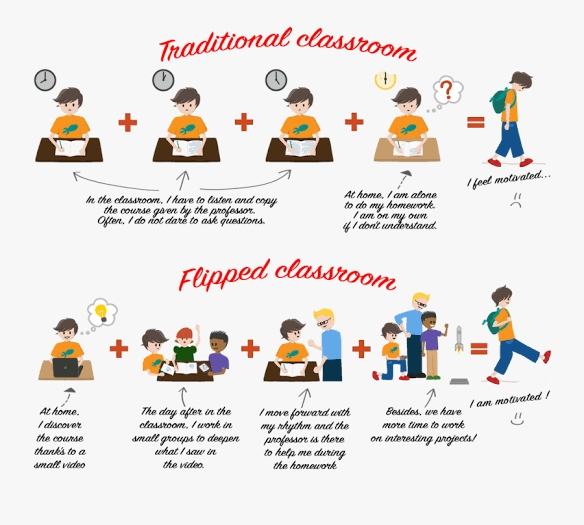 Traditional classroom
?
In the classroom, I have to listen and copy
the course given by the professor.
Often, I do not dare to ask questions.
At home, I am alone
to do my homework.
I am on my own
if I don't understand.
I feel motivated...
Flipped classroom
At home,
I discover
the course
thanks to a
small video
The day after in the
classroom, I work in
small groups to deepen
what I saw in
the video.
I move forward with
my rhythm and the
professor is there
to help me during
the homework
Besides, we have
more time to work
on interesting projects!
I am motivated !